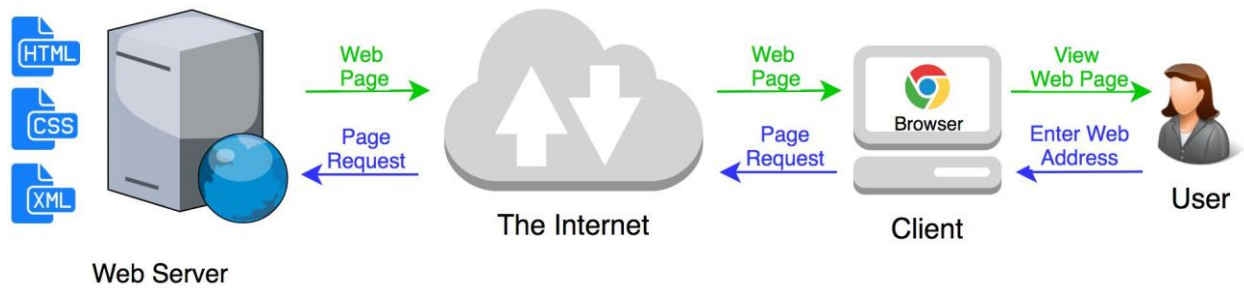 HTML
CSS
XML
Web Server
Web
Page
Page
Request
The Internet
Web
Page
Page
Request
Browser
Client
View
Web Page
Enter Web
Address
User